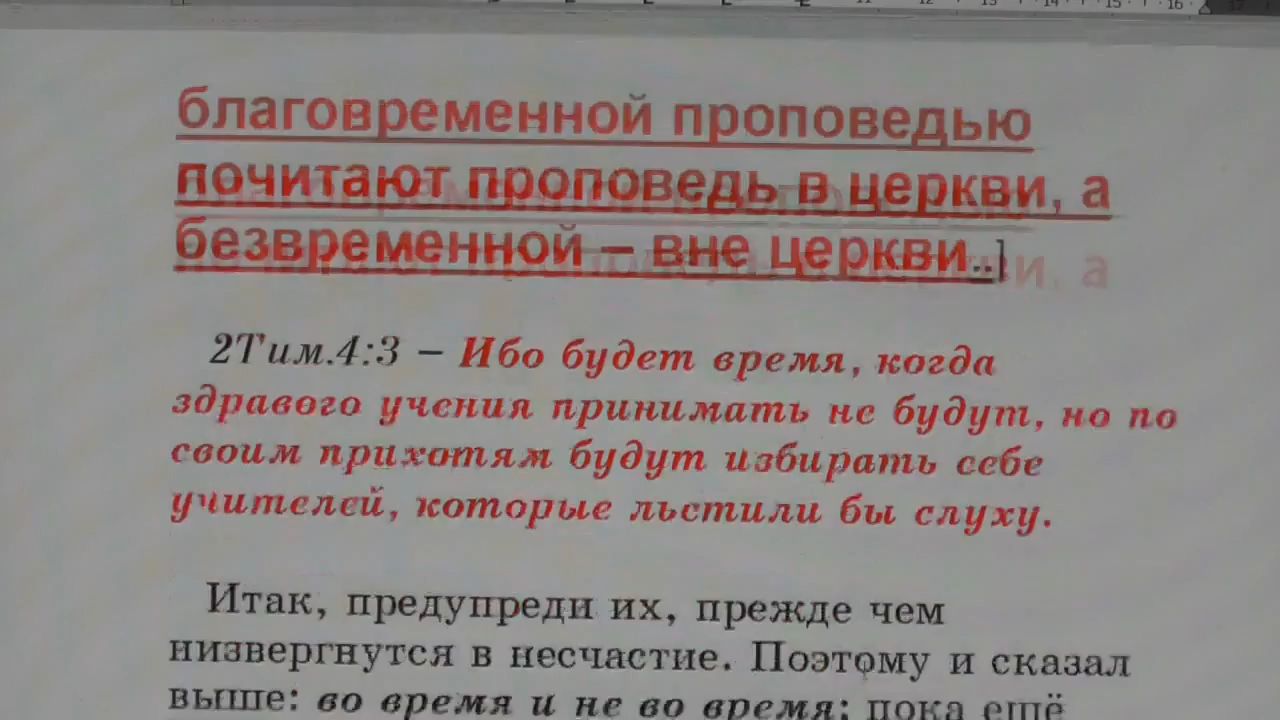 благовременной проповедью
почитают проповедь в церкви, а
безвременной – вне церкви..
2Тим.4:3 – Ибо будет время, когда
здравого учения принимать не будут, но по
своим прихотям будут избирать себе
учителей, которые льстили бы слуху.
Итак, предупреди их, прежде чем
низвергнутся в несчастие. Поэтому и сказал
выше: во время и не во время; пока ещё